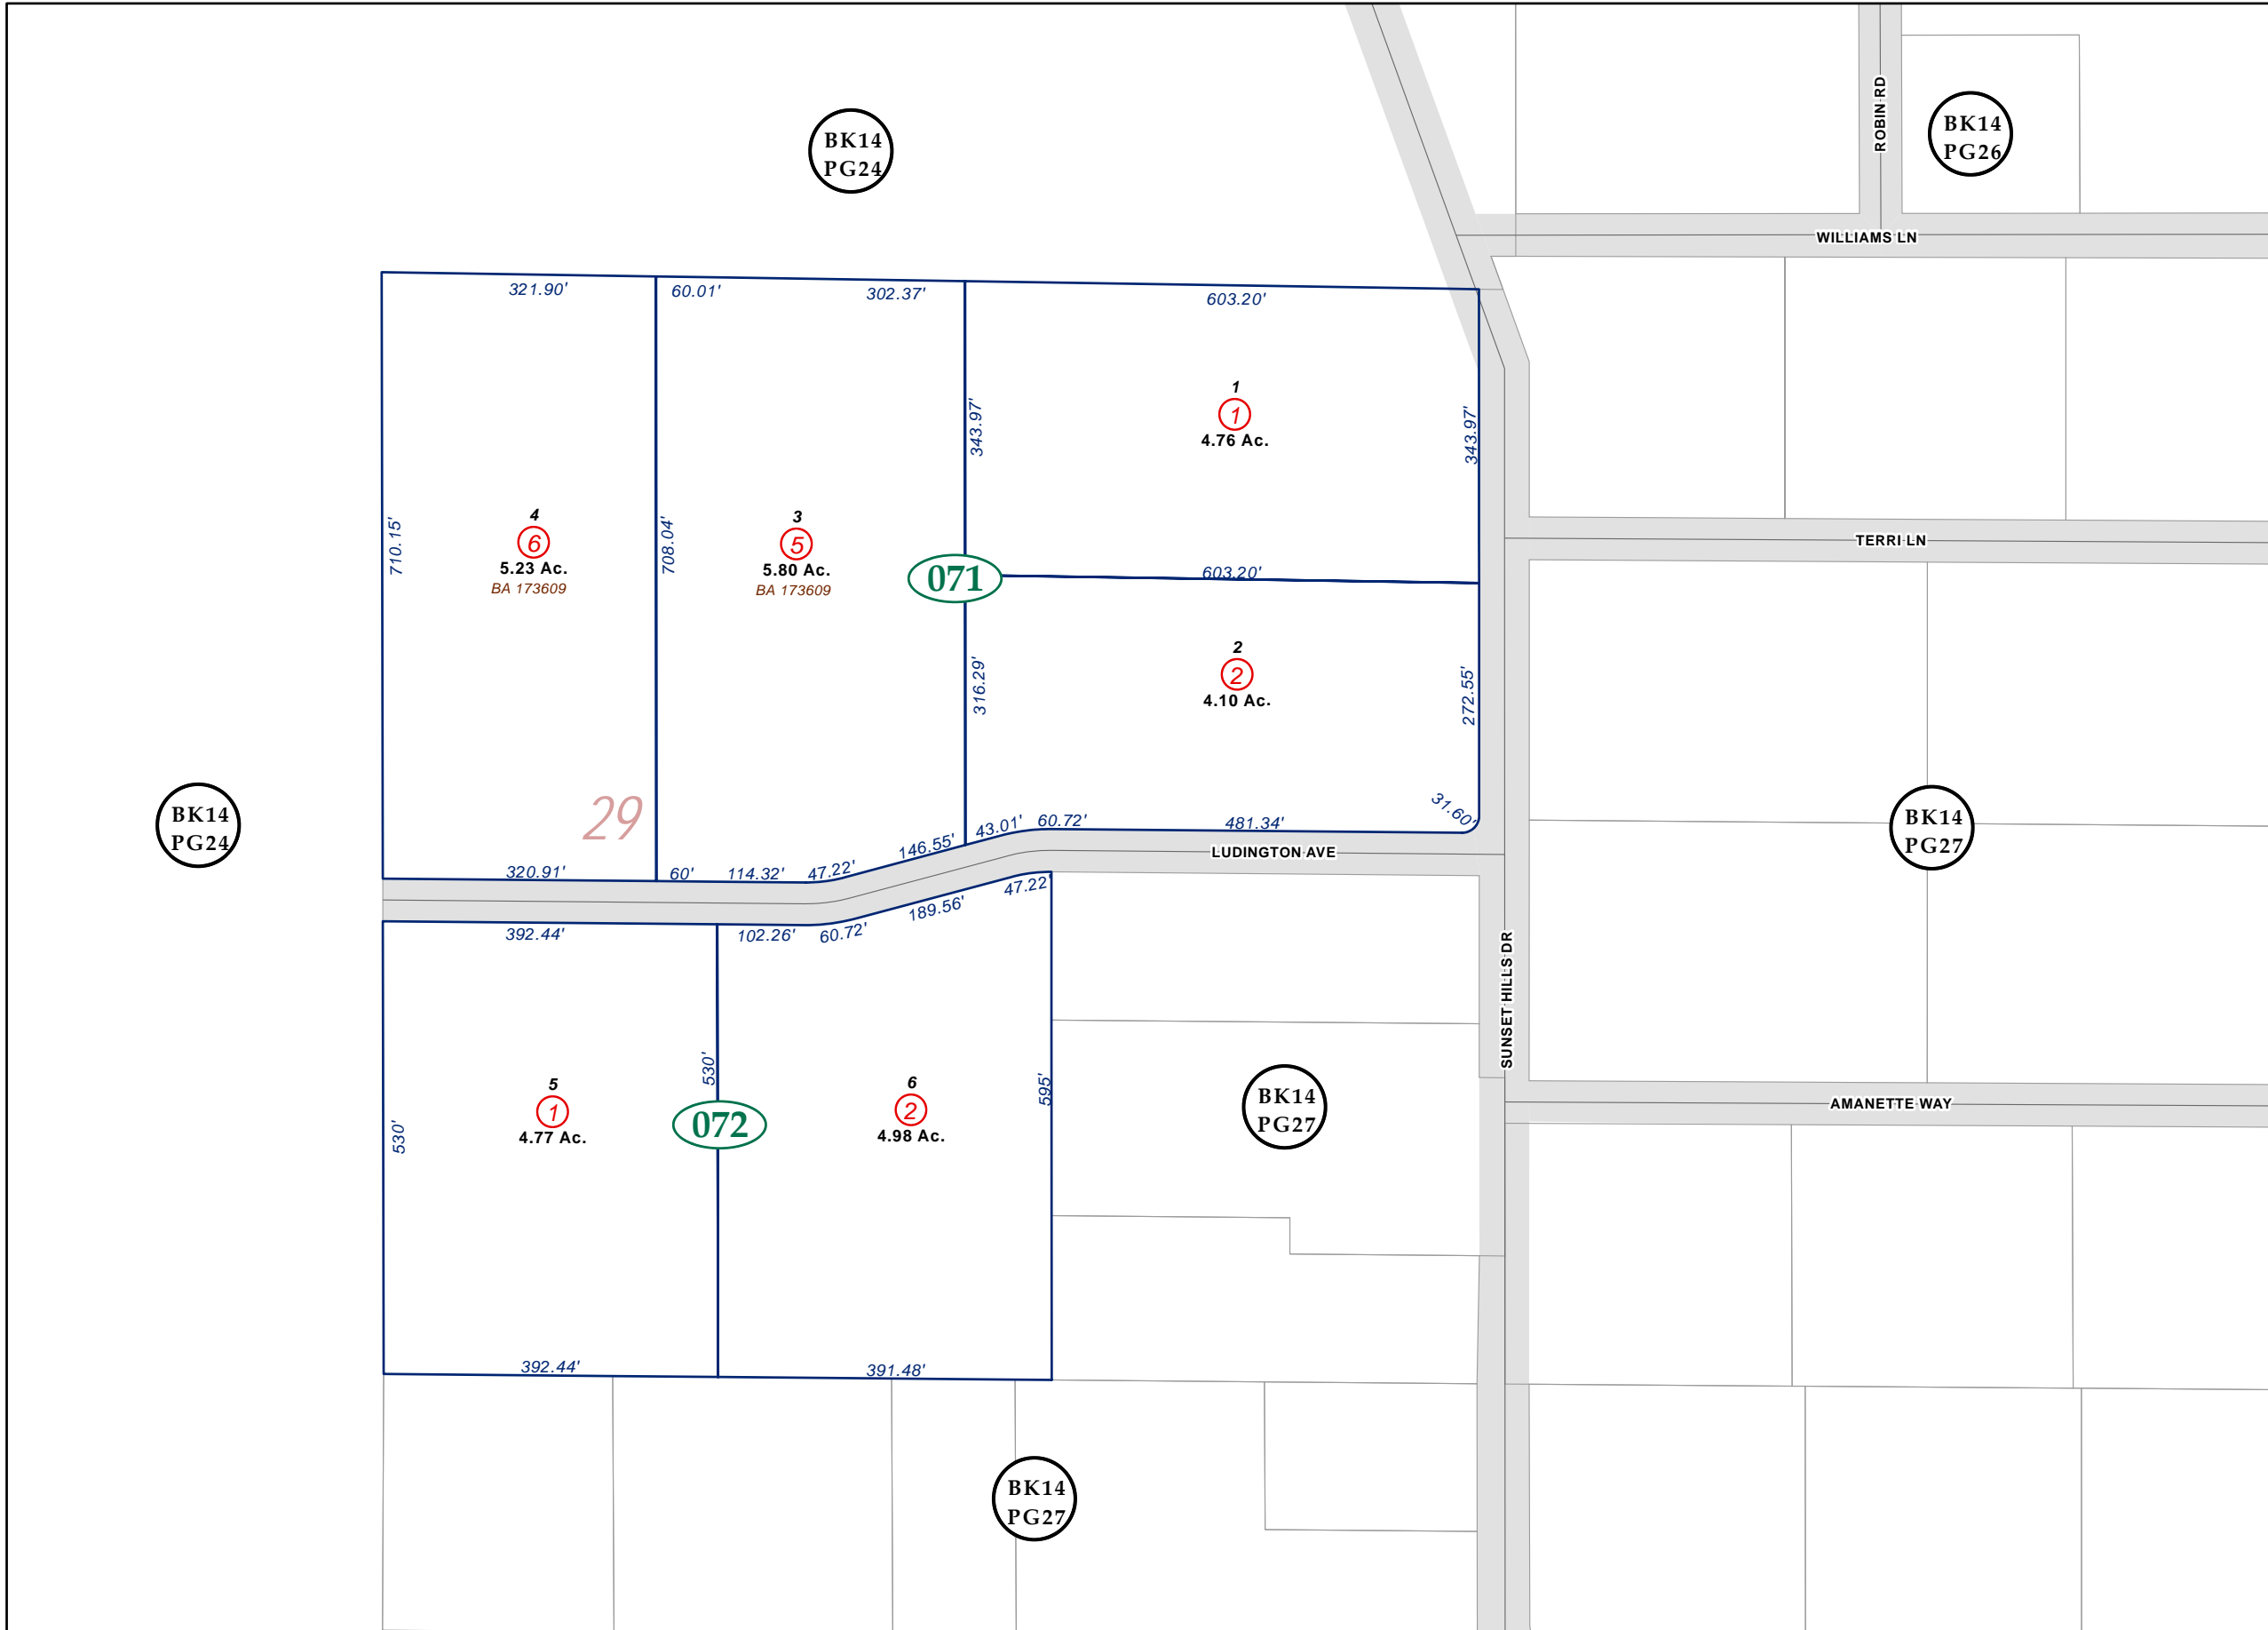 BK14
PG24
ROBIN RD
BK14
PG26
WILLIAMS LN
321.90'
60.01'
302.37'
603.20'
343.97'
1
1
4.76 Ac.
343.97'
710.15'
4
6
5.23 Ac.
BA 173609
708.04'
3
5
5.80 Ac.
BA 173609
071
603.20'
TERRI LN
316.29'
2
2
4.10 Ac.
272.55'
BK14
PG24
29
31.60'
BK14
PG27
320.91'
60'
114.32'
47.22'
146.55'
43.01'
60.72'
481.34'
LUDINGTON AVE
392.44'
102.26'
60.72'
189.56'
47.22'
SUNSET HILLS DR
530'
5
1
4.77 Ac.
530'
072
6
2
4.98 Ac.
595'
BK14
PG27
AMANETTE WAY
392.44'
391.48'
BK14
PG27